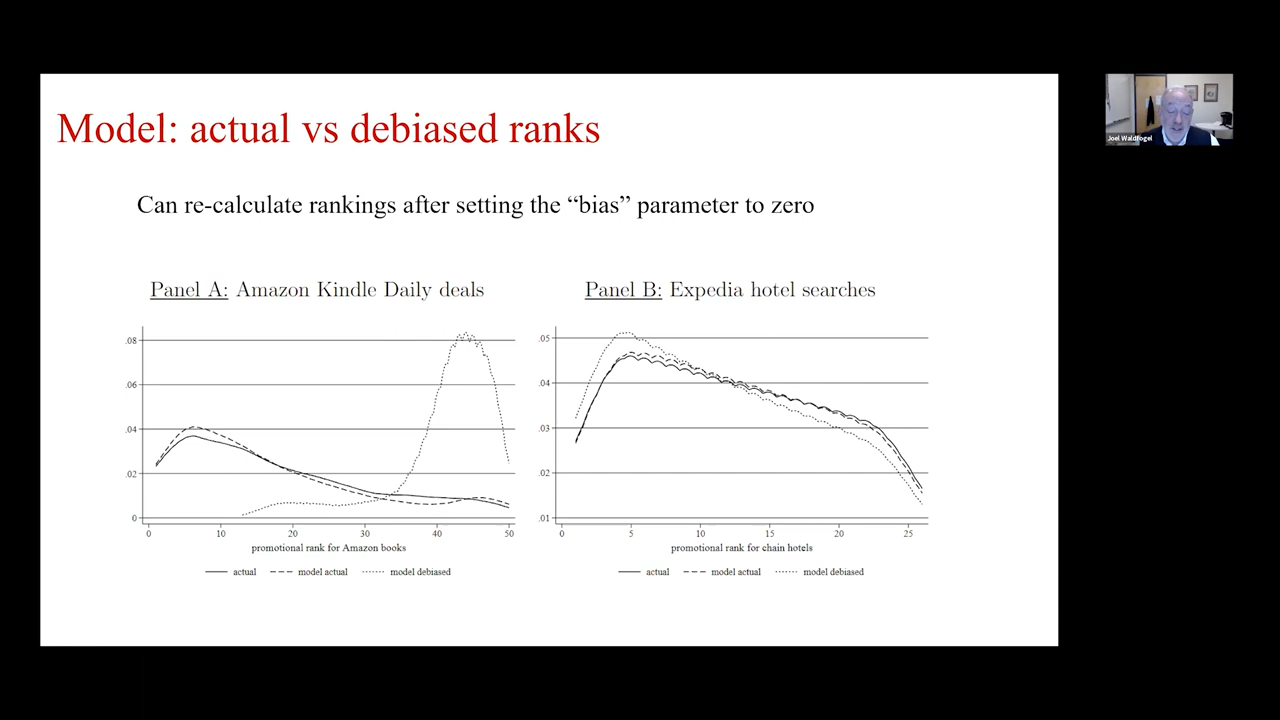 Model: actual vs debiased ranks
Can re-calculate rankings after setting the “bias” parameter to zero
Panel A: Amazon Kindle Daily deals
.08
.06
.04
.02
0
0 10 20 30 40 50
promotional rank for Amazon books
actual model actual model debiased
Panel B: Expedia hotel searches
.05
.04
.03
.02
.01
0 5 10 15 20 25
promotional rank for chain hotels
actual model actual model debiased
Joel Waldfogel